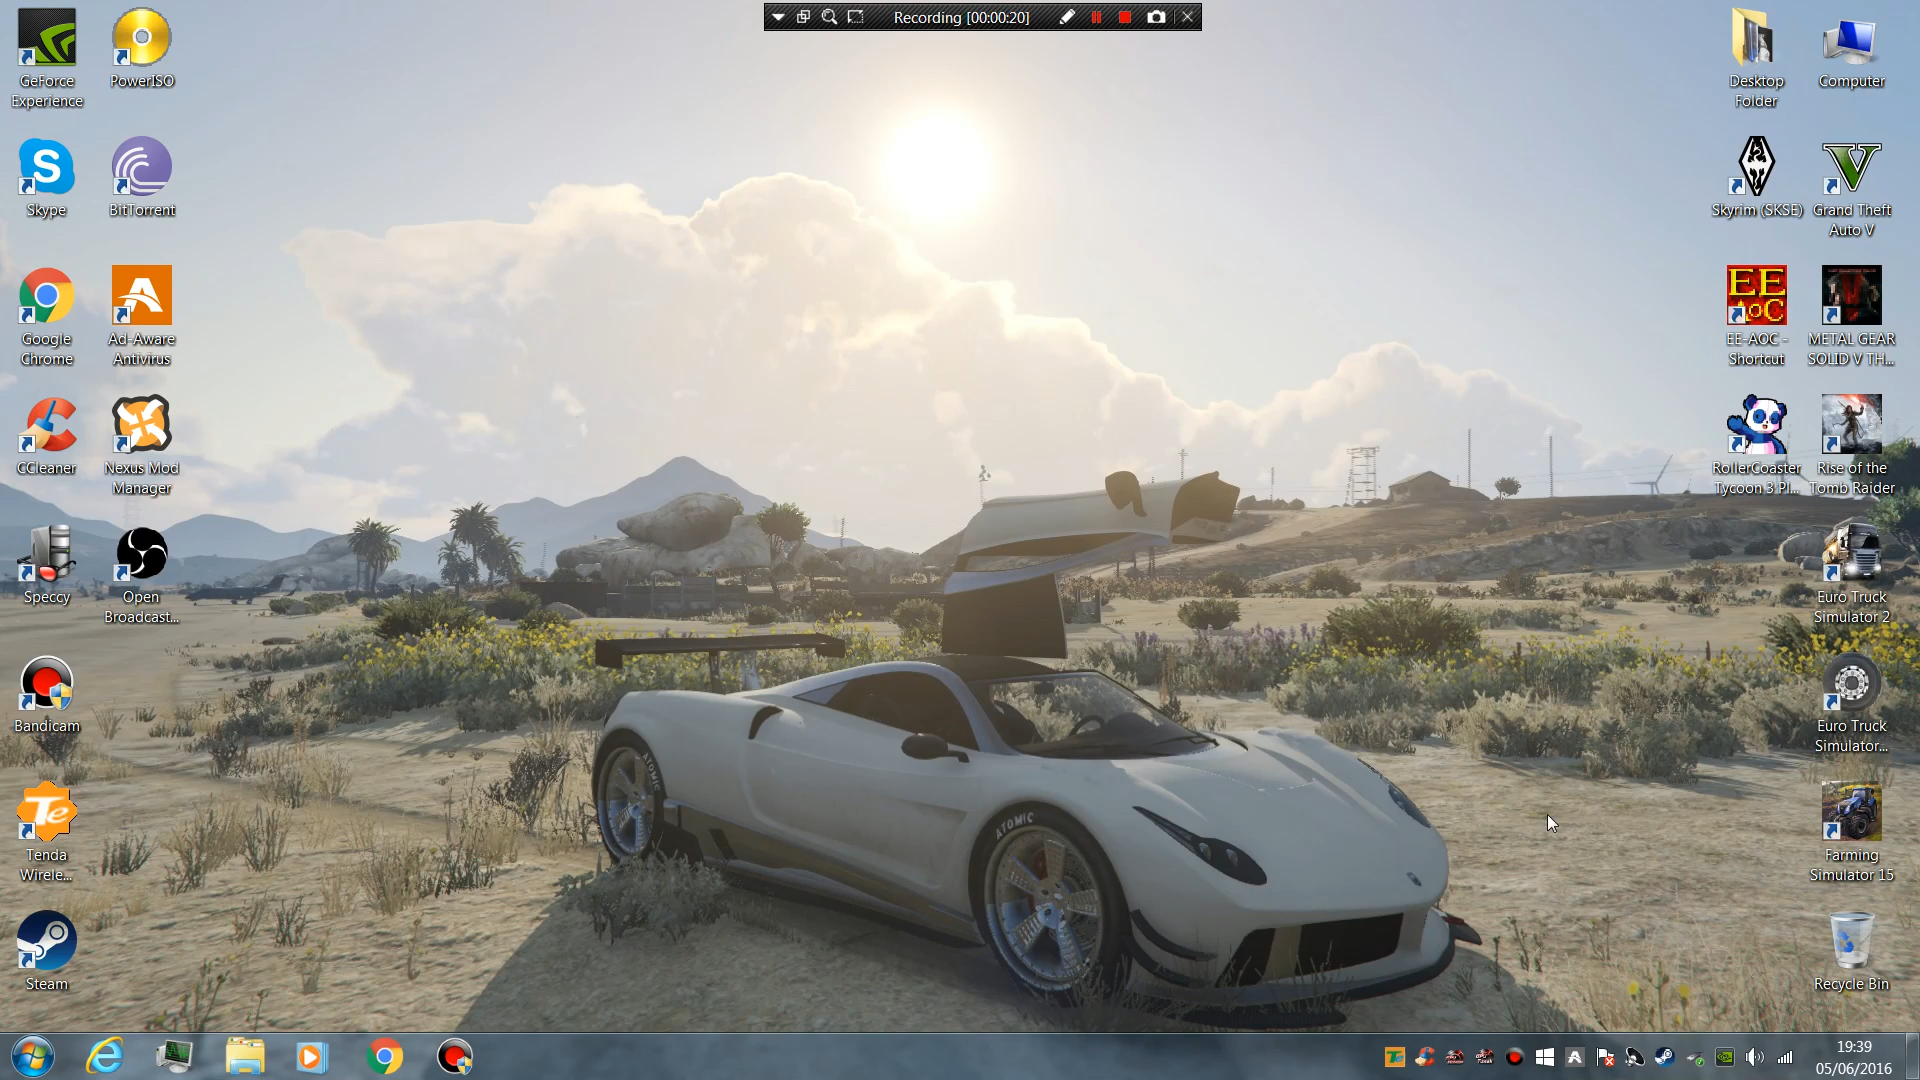 Recording [00:00:20]
GeForce
Experience
PowerISO
Skype
BitTorrent
Google
Chrome
Ad-Aware
Antivirus
CCleaner
Nexus Mod
Manager
Speccy
Open
Broadcast...
Bandicam
Te
Tenda
Wirele...
Steam
Desktop
Folder
Computer
Skyrim (SKSE)
Grand Theft
Auto V
EE
AoC
EE-AOC -
Shortcut
METAL GEAR
SOLID V TH...
RollerCoaster
Tycoon 3 Pl...
Rise of the
Tomb Raider
Euro Truck
Simulator 2
Euro Truck
Simulator...
Farming
Simulator 15
Recycle Bin
ATOMIC
ATOMIC
19:39
05/06/2016